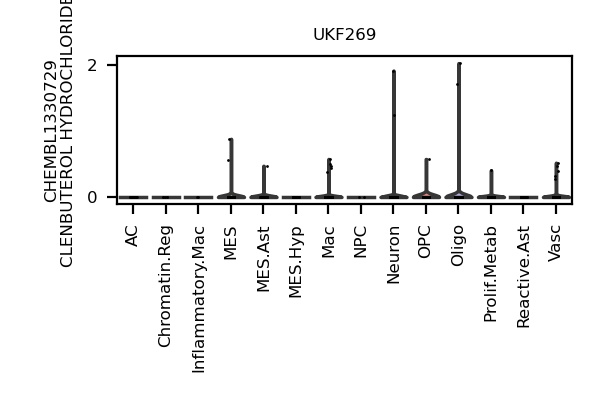 UKF269
CHEMBL1330729
CLENBUTEROL HYDROCHLORIDE
2
0
AC
Chromatin.Reg
Inflammatory.Mac
MES
MES.Ast
MES.Hyp
Mac
NPC
Neuron
OPC
Oligo
Prolif.Metab
Reactive.Ast
Vasc